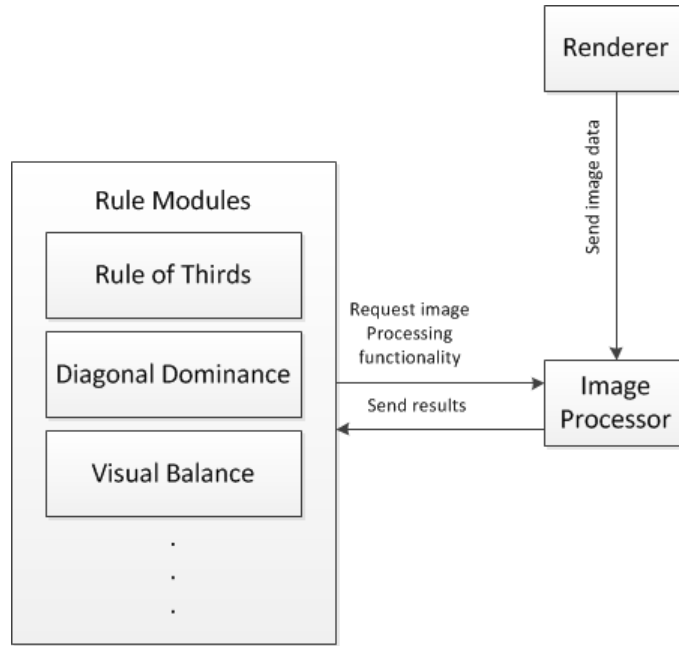 Renderer
Send image data
Rule Modules
Rule of Thirds
Diagonal Dominance
Visual Balance
.
.
.
Request image
Processing
functionality
Send results
Image
Processor